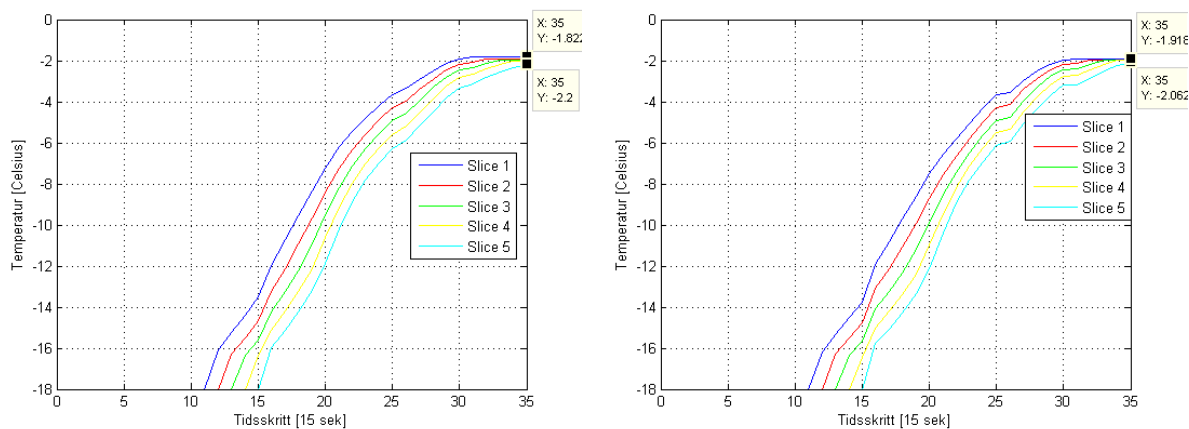 0
-2
-4
-6
-8
-10
-12
-14
-16
-18
0 5 10 15 20 25 30 35
Temperatur [Celsius]
Tidsskritt [15 sek]
X: 35
Y: -1.822
X: 35
Y: -2.2
Slice 1
Slice 2
Slice 3
Slice 4
Slice 5
0
-2
-4
-6
-8
-10
-12
-14
-16
-18
0 5 10 15 20 25 30 35
Temperatur [Celsius]
Tidsskritt [15 sek]
X: 35
Y: -1.918
X: 35
Y: -2.062
Slice 1
Slice 2
Slice 3
Slice 4
Slice 5